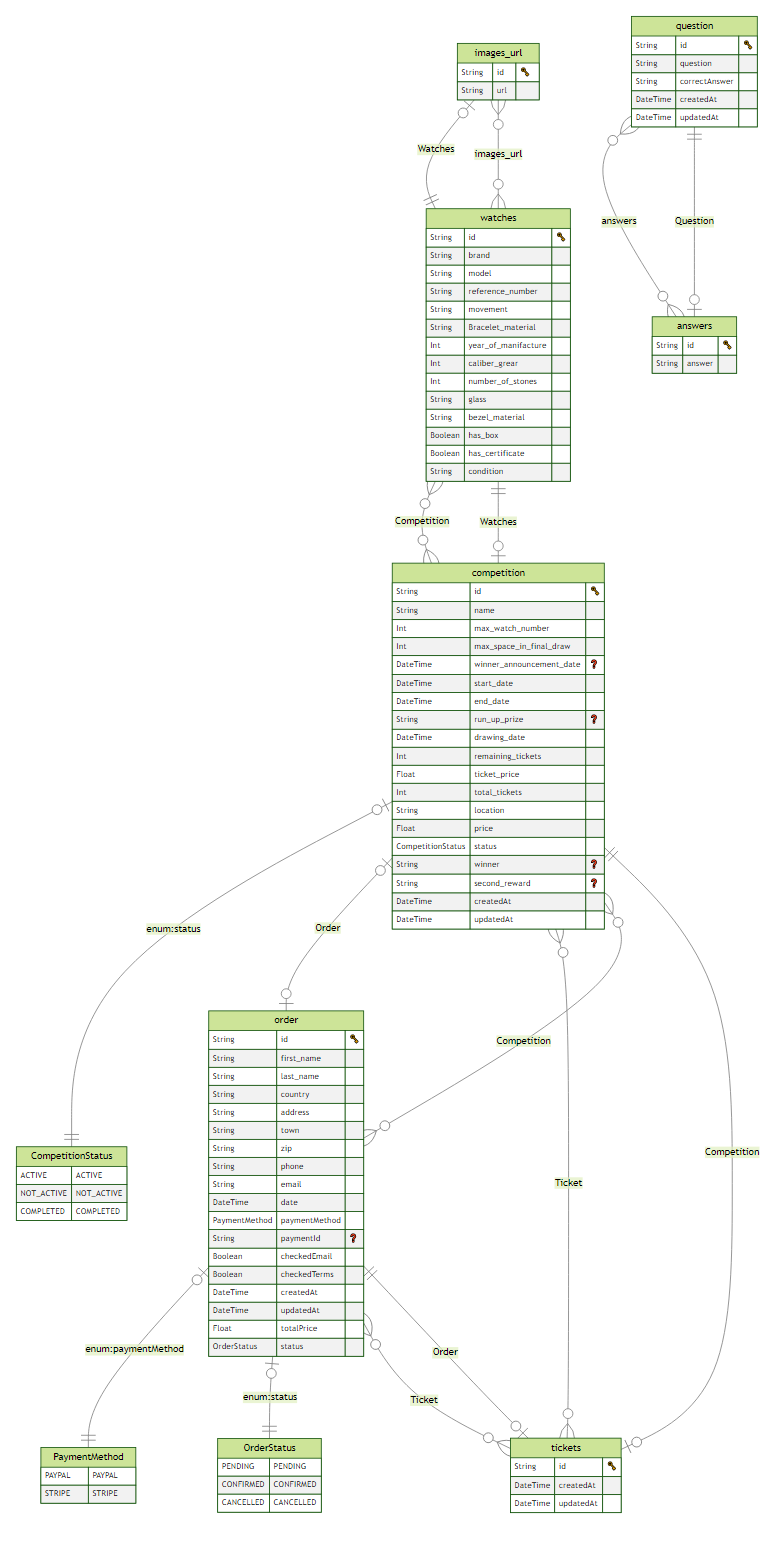 images_url
String id
String url
question
String id
String question
String correctAnswer
DateTime createdAt
DateTime updatedAt
Watches
images_url
answers
Question
watches
String id
String brand
String model
String reference_number
String movement
String Bracelet_material
Int year_of_manifacture
Int caliber_grear
Int number_of_stones
String glass
String bezel_material
Boolean has_box
Boolean has_certificate
String condition
answers
String id
String answer
Competition
Watches
competition
String id
String name
Int max_watch_number
Int max_space_in_final_draw
DateTime winner_announcement_date ❓
DateTime start_date
DateTime end_date
String run_up_prize ❓
DateTime drawing_date
Int remaining_tickets
Float ticket_price
Int total_tickets
String location
Float price
CompetitionStatus status
String winner ❓
String second_reward ❓
DateTime createdAt
DateTime updatedAt
enum:status
Order
Competition
Ticket
Competition
order
String id
String first_name
String last_name
String country
String address
String town
String zip
String phone
String email
DateTime date
PaymentMethod paymentMethod
String paymentId ❓
Boolean checkedEmail
Boolean checkedTerms
DateTime createdAt
DateTime updatedAt
Float totalPrice
OrderStatus status
CompetitionStatus
ACTIVE ACTIVE
NOT_ACTIVE NOT_ACTIVE
COMPLETED COMPLETED
enum:paymentMethod
enum:status
Order
Ticket
PaymentMethod
PAYPAL PAYPAL
STRIPE STRIPE
OrderStatus
PENDING PENDING
CONFIRMED CONFIRMED
CANCELLED CANCELLED
tickets
String id
DateTime createdAt
DateTime updatedAt